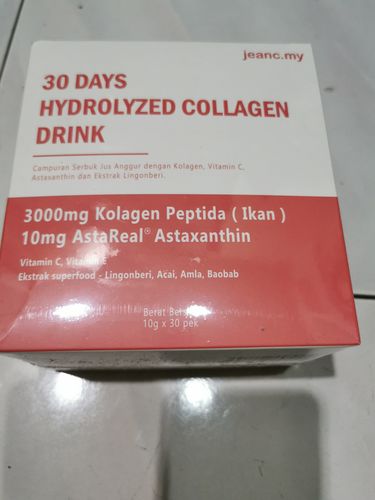 jeanc.my
30 DAYS
HYDROLYZED COLLAGEN
DRINK
Campuran Serbuk Jus Anggur dengan Kolagen, Vitamin C,
Astaxanthin dan Ekstrak Lingonberi.
3000mg Kolagen Peptida ( Ikan )
10mg AstaReal® Astaxanthin
Vitamin C, Vitamin E
Ekstrak superfood - Lingonberi, Acai, Amla, Baobab
Berat
10g x 30 pek